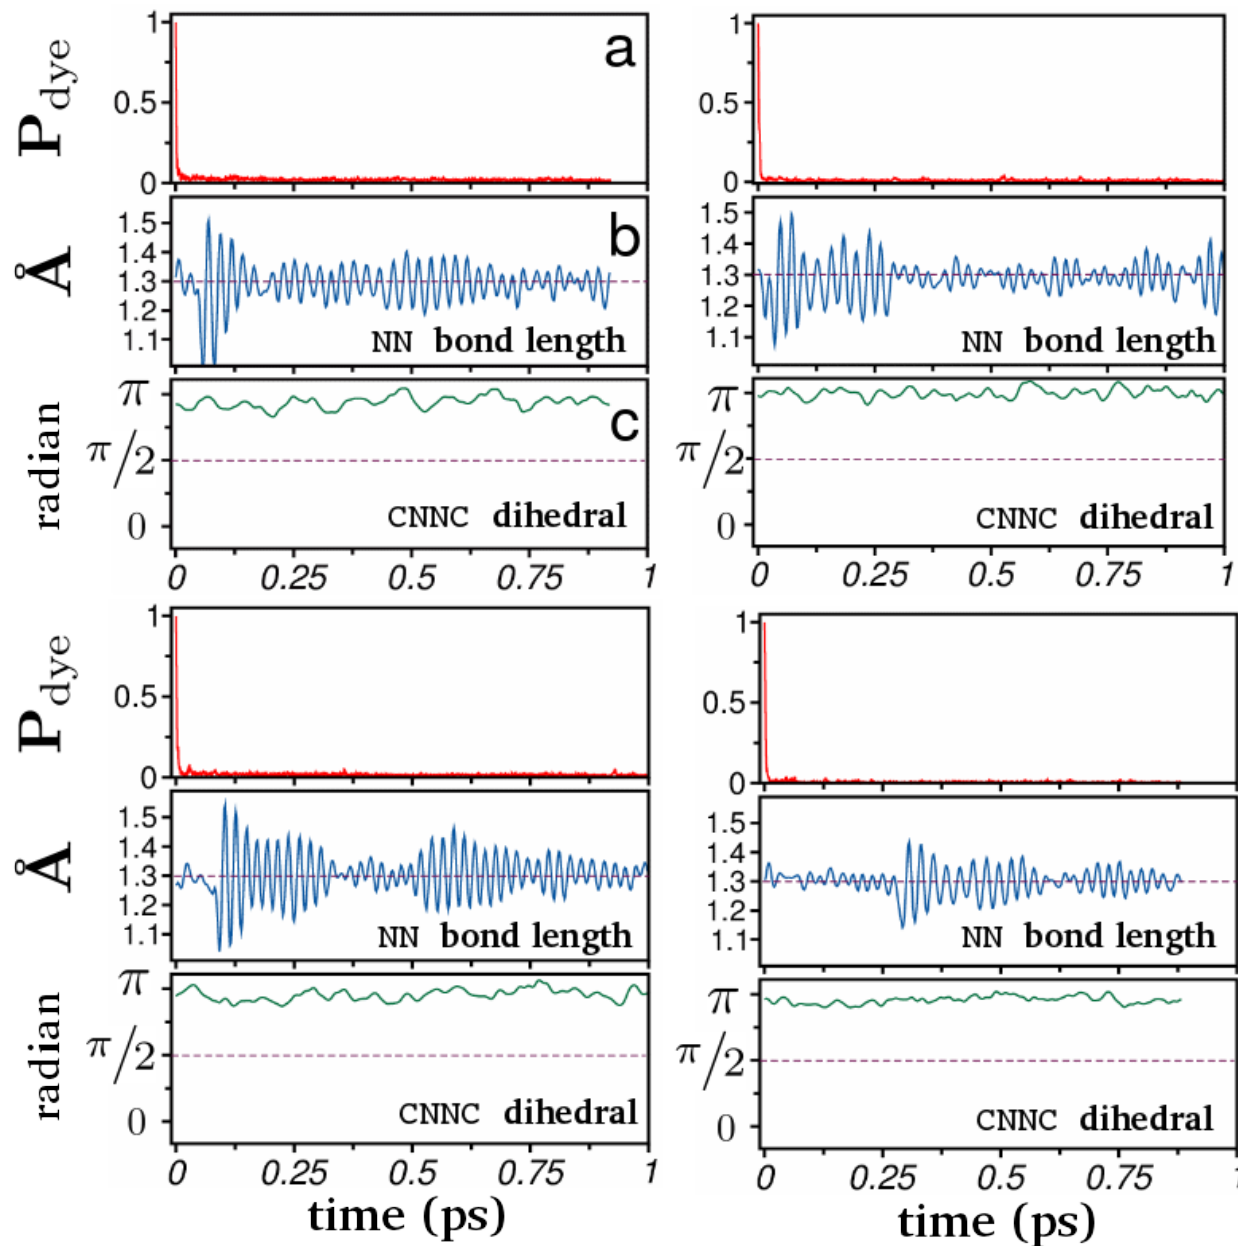 P dye
1
0.5
0
a
Å
1.5
1.4
1.3
1.2
1.1
b
NN bond length
radian
π
π/2
0
c
CNNC dihedral
0 0.25 0.5 0.75 1
1
0.5
0
1.5
1.4
1.3
1.2
1.1
NN bond length
π
π/2
0
CNNC dihedral
0 0.25 0.5 0.75 1
P dye
1
0.5
0
Å
1.5
1.4
1.3
1.2
1.1
NN bond length
radian
π
π/2
0
CNNC dihedral
0 0.25 0.5 0.75 1
time (ps)
1
0.5
0
1.5
1.4
1.3
1.2
1.1
NN bond length
π
π/2
0
CNNC dihedral
0 0.25 0.5 0.75 1
time (ps)